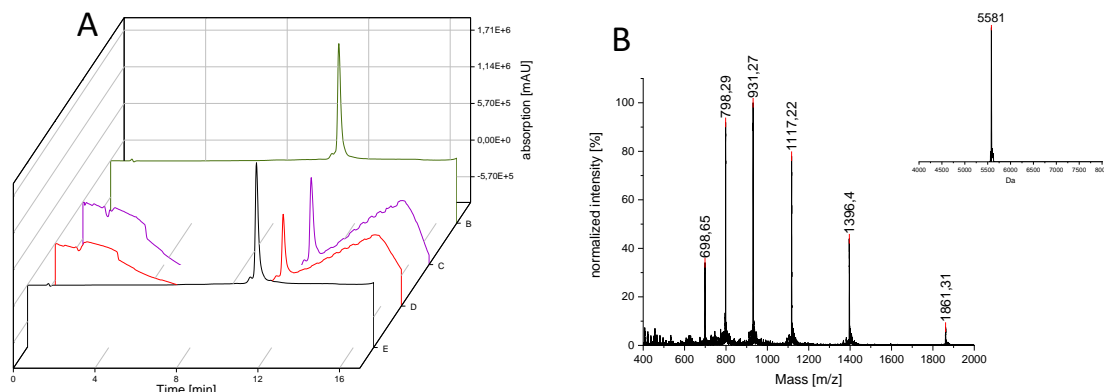 A
1,71E+6
1,14E+6
5,70E+5
0,00E+0
-5,70E+5
absorption [mAU]
B
C
D
E
0
4
8
12
16
Time [min]
B
5581
4000 4500 5000 5500 6000 6500 7000 7500 800
Da
normalized intensity [%]
100
80
60
40
20
0
698,65
798,29
931,27
1117,22
1396,4
1861,31
400 600 800 1000 1200 1400 1600 1800 2000
Mass [m/z]